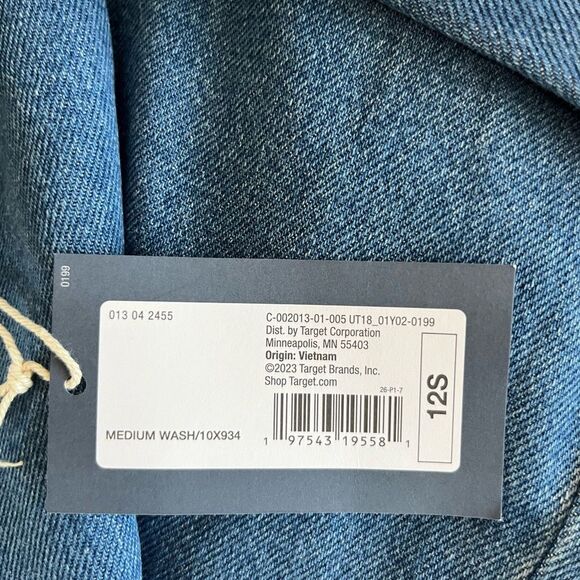 0199
013 04 2455
C-002013-01-005 UT18_01Y02-0199
Dist. by Target Corporation
Minneapolis, MN 55403
Origin: Vietnam
©2023 Target Brands, Inc.
Shop Target.com
26-P1-7
12S
MEDIUM WASH/10X934
1 97543 19558 1